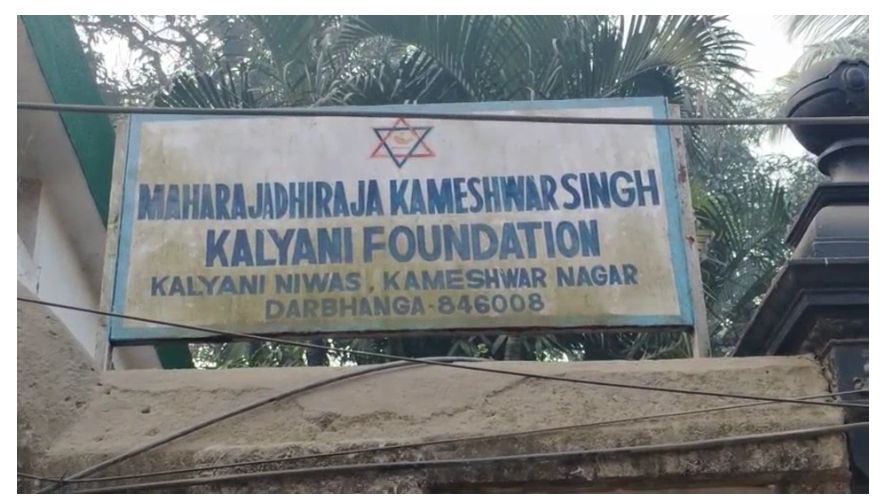 MAHARAJADHIRAJA KAMESHWAR SINGH
KALYANI FOUNDATION
KALYANI NIWAS, KAMESHWAR NAGAR
DARBHANGA-846008